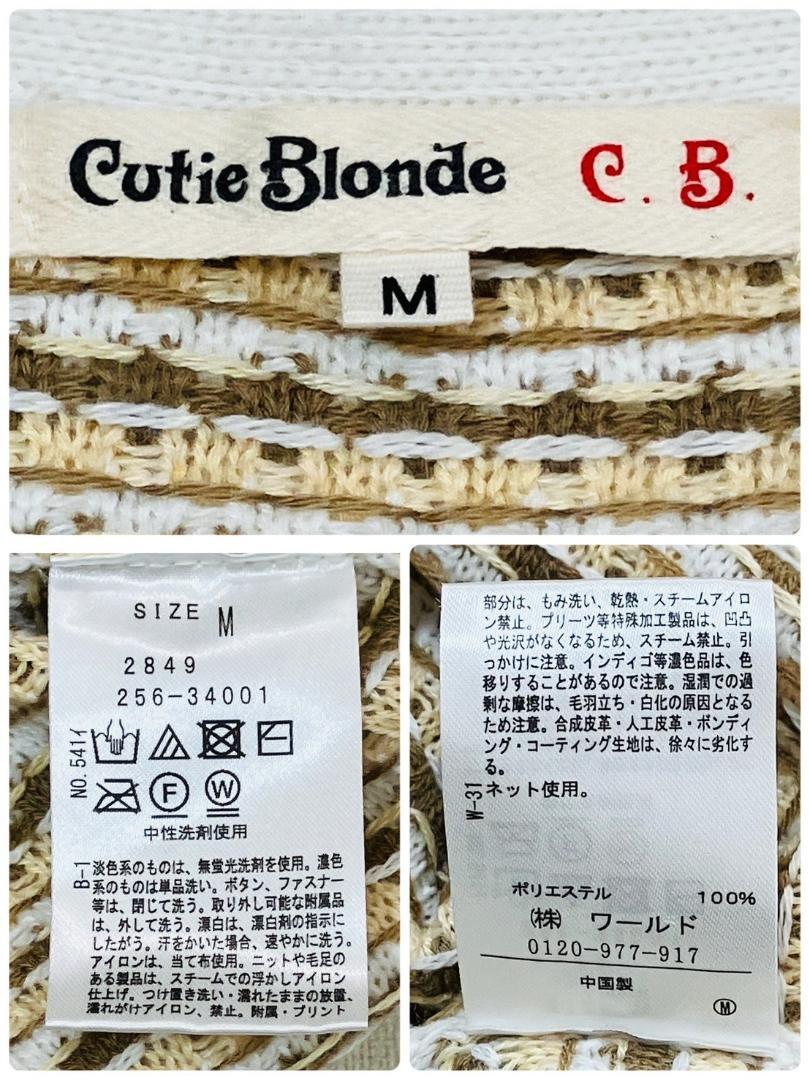 Cutie Blonde C. B.
M
SIZE M
2849
256-34001
NO.541イ
F W
中性洗剤使用
B-1
淡色系のものは、無蛍光洗剤を使用。濃色
系のものは単品洗い。ボタン、ファスナー
等は、閉じて洗う。取り外し可能な附属品
は、外して洗う。漂白は、漂白剤の指示に
したがう。汗をかいた場合、速やかに洗う。
アイロンは、当て布使用。ニットや毛足の
ある製品は、スチームでの浮かしアイロン
仕上げ。つけ置き洗い・濡れたままの放置、
濡れがけアイロン、禁止。附属・プリント
部分は、もみ洗い、乾熱・スチームアイロ
ン禁止。プリーツ等特殊加工製品は、凹凸
や光沢がなくなるため、スチーム禁止。引
っかけに注意。インディゴ等濃色品は、色
移りすることがあるので注意。湿潤での過
剰な摩擦は、毛羽立ち・白化の原因となる
ため注意。合成皮革・人工皮革・ボンディ
ング・コーティング生地は、徐々に劣化す
る。
W-31
ネット使用。
ポリエステル 100%
(株) ワールド
0120-977-917
中国製
M